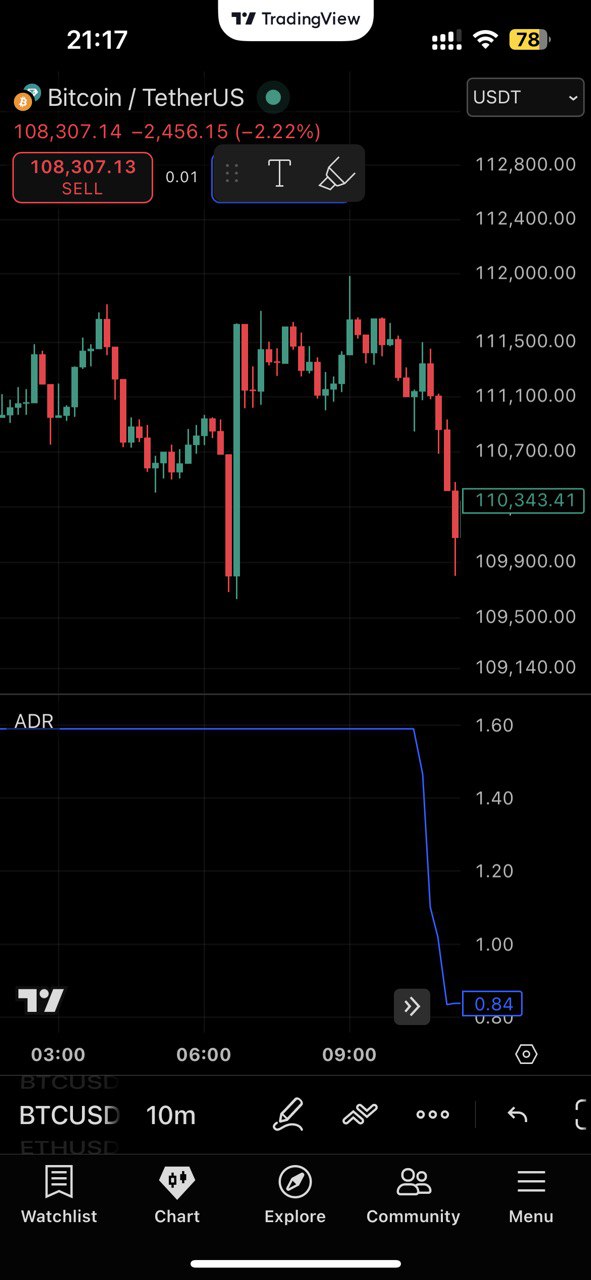 TradingView
21:17
78
Bitcoin / TetherUS
USDT
108,307.14 −2,456.15 (−2.22%)
108,307.13
SELL
0.01
T
112,800.00
112,400.00
112,000.00
111,500.00
111,100.00
110,700.00
110,343.41
109,900.00
109,500.00
109,140.00
ADR
1.60
1.40
1.20
1.00
0.84
0.80
03:00
06:00
09:00
BTCUSD
BTCUSD
10m
ETHUSD
Watchlist
Chart
Explore
Community
Menu